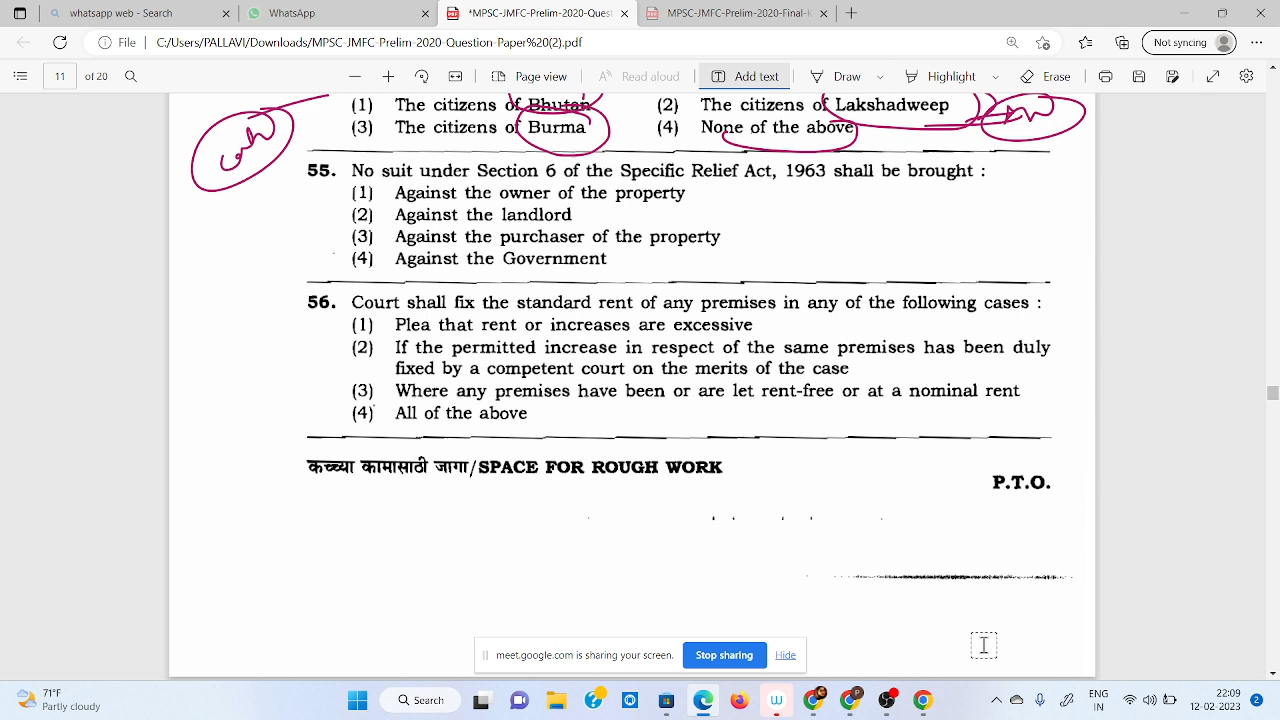 Whatsapp web - Search
WhatsApp
*MPSC-JMFC-Prelim-2020-Quest
MPSC-JMFC-Prelim-2020-Final-
File
C:/Users/PALLAVI/Downloads/MPSC-JMFC-Prelim-2020-Question-Paper%20(2).pdf
Not syncing
11 of 20
Page view
Read aloud
Add text
Draw
Highlight
Erase
(1) The citizens of Bhutan (2) The citizens of Lakshadweep
(3) The citizens of Burma (4) None of the above
55. No suit under Section 6 of the Specific Relief Act, 1963 shall be brought :
(1) Against the owner of the property
(2) Against the landlord
(3) Against the purchaser of the property
(4) Against the Government
56. Court shall fix the standard rent of any premises in any of the following cases :
(1) Plea that rent or increases are excessive
(2) If the permitted increase in respect of the same premises has been duly
fixed by a competent court on the merits of the case
(3) Where any premises have been or are let rent-free or at a nominal rent
(4) All of the above
कच्च्या कामासाठी जागा/SPACE FOR ROUGH WORK
P.T.O.
meet.google.com is sharing your screen.
Stop sharing
Hide
71°F
Partly cloudy
Search
ENG
IN
22:09
12-02-2023
2